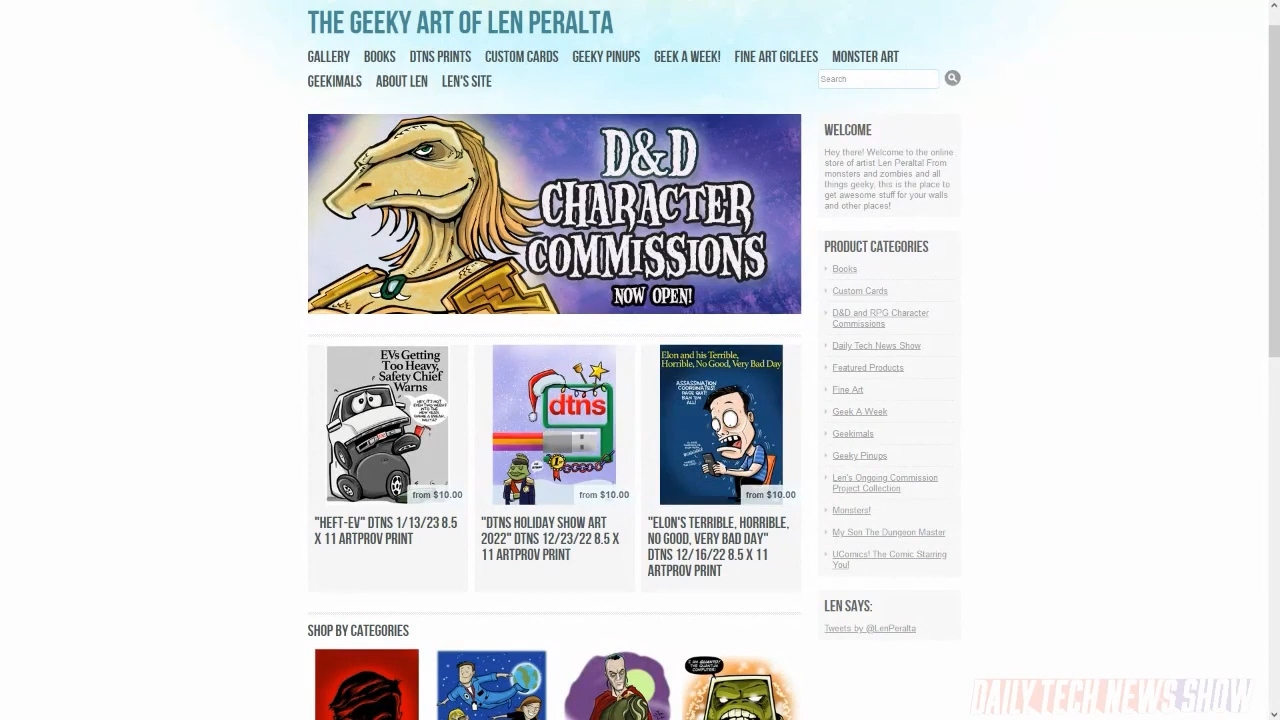 THE GEEKY ART OF LEN PERALTA
GALLERY BOOKS DTNS PRINTS CUSTOM CARDS GEEKY PINUPS GEEK A WEEK! FINE ART GICLEES MONSTER ART
GEEKIMALS ABOUT LEN LEN'S SITE
Search
D&D
CHARACTER
COMMISSIONS
NOW OPEN!
WELCOME
Hey there! Welcome to the online
store of artist Len Peralta! From
monsters and zombies and all
things geeky, this is the place to
get awesome stuff for your walls
and other places!
PRODUCT CATEGORIES
Books
Custom Cards
D&D and RPG Character
Commissions
Daily Tech News Show
Featured Products
Fine Art
Geek A Week
Geekimals
Geeky Pinups
Len's Ongoing Commission
Project Collection
Monsters!
My Son The Dungeon Master
UComics! The Comic Starring
You!
LEN SAYS:
Tweets by @LenPeralta
EVs Getting
Too Heavy,
Safety Chief
Warns
from $10.00
"HEFT-EV" DTNS 1/13/23 8.5
X 11 ARTPROV PRINT
dtns
from $10.00
"DTNS HOLIDAY SHOW ART
2022" DTNS 12/23/22 8.5 X
11 ARTPROV PRINT
Elon and his Terrible,
Horrible, No Good, Very Bad Day
ASSASSINATION
COORDINATES!
from $10.00
"ELON'S TERRIBLE, HORRIBLE,
NO GOOD, VERY BAD DAY"
DTNS 12/16/22 8.5 X 11
ARTPROV PRINT
SHOP BY CATEGORIES
I AM QUANTO!
THE QUANTUM
COMPUTER!
DAILY TECH NEWS SHOW